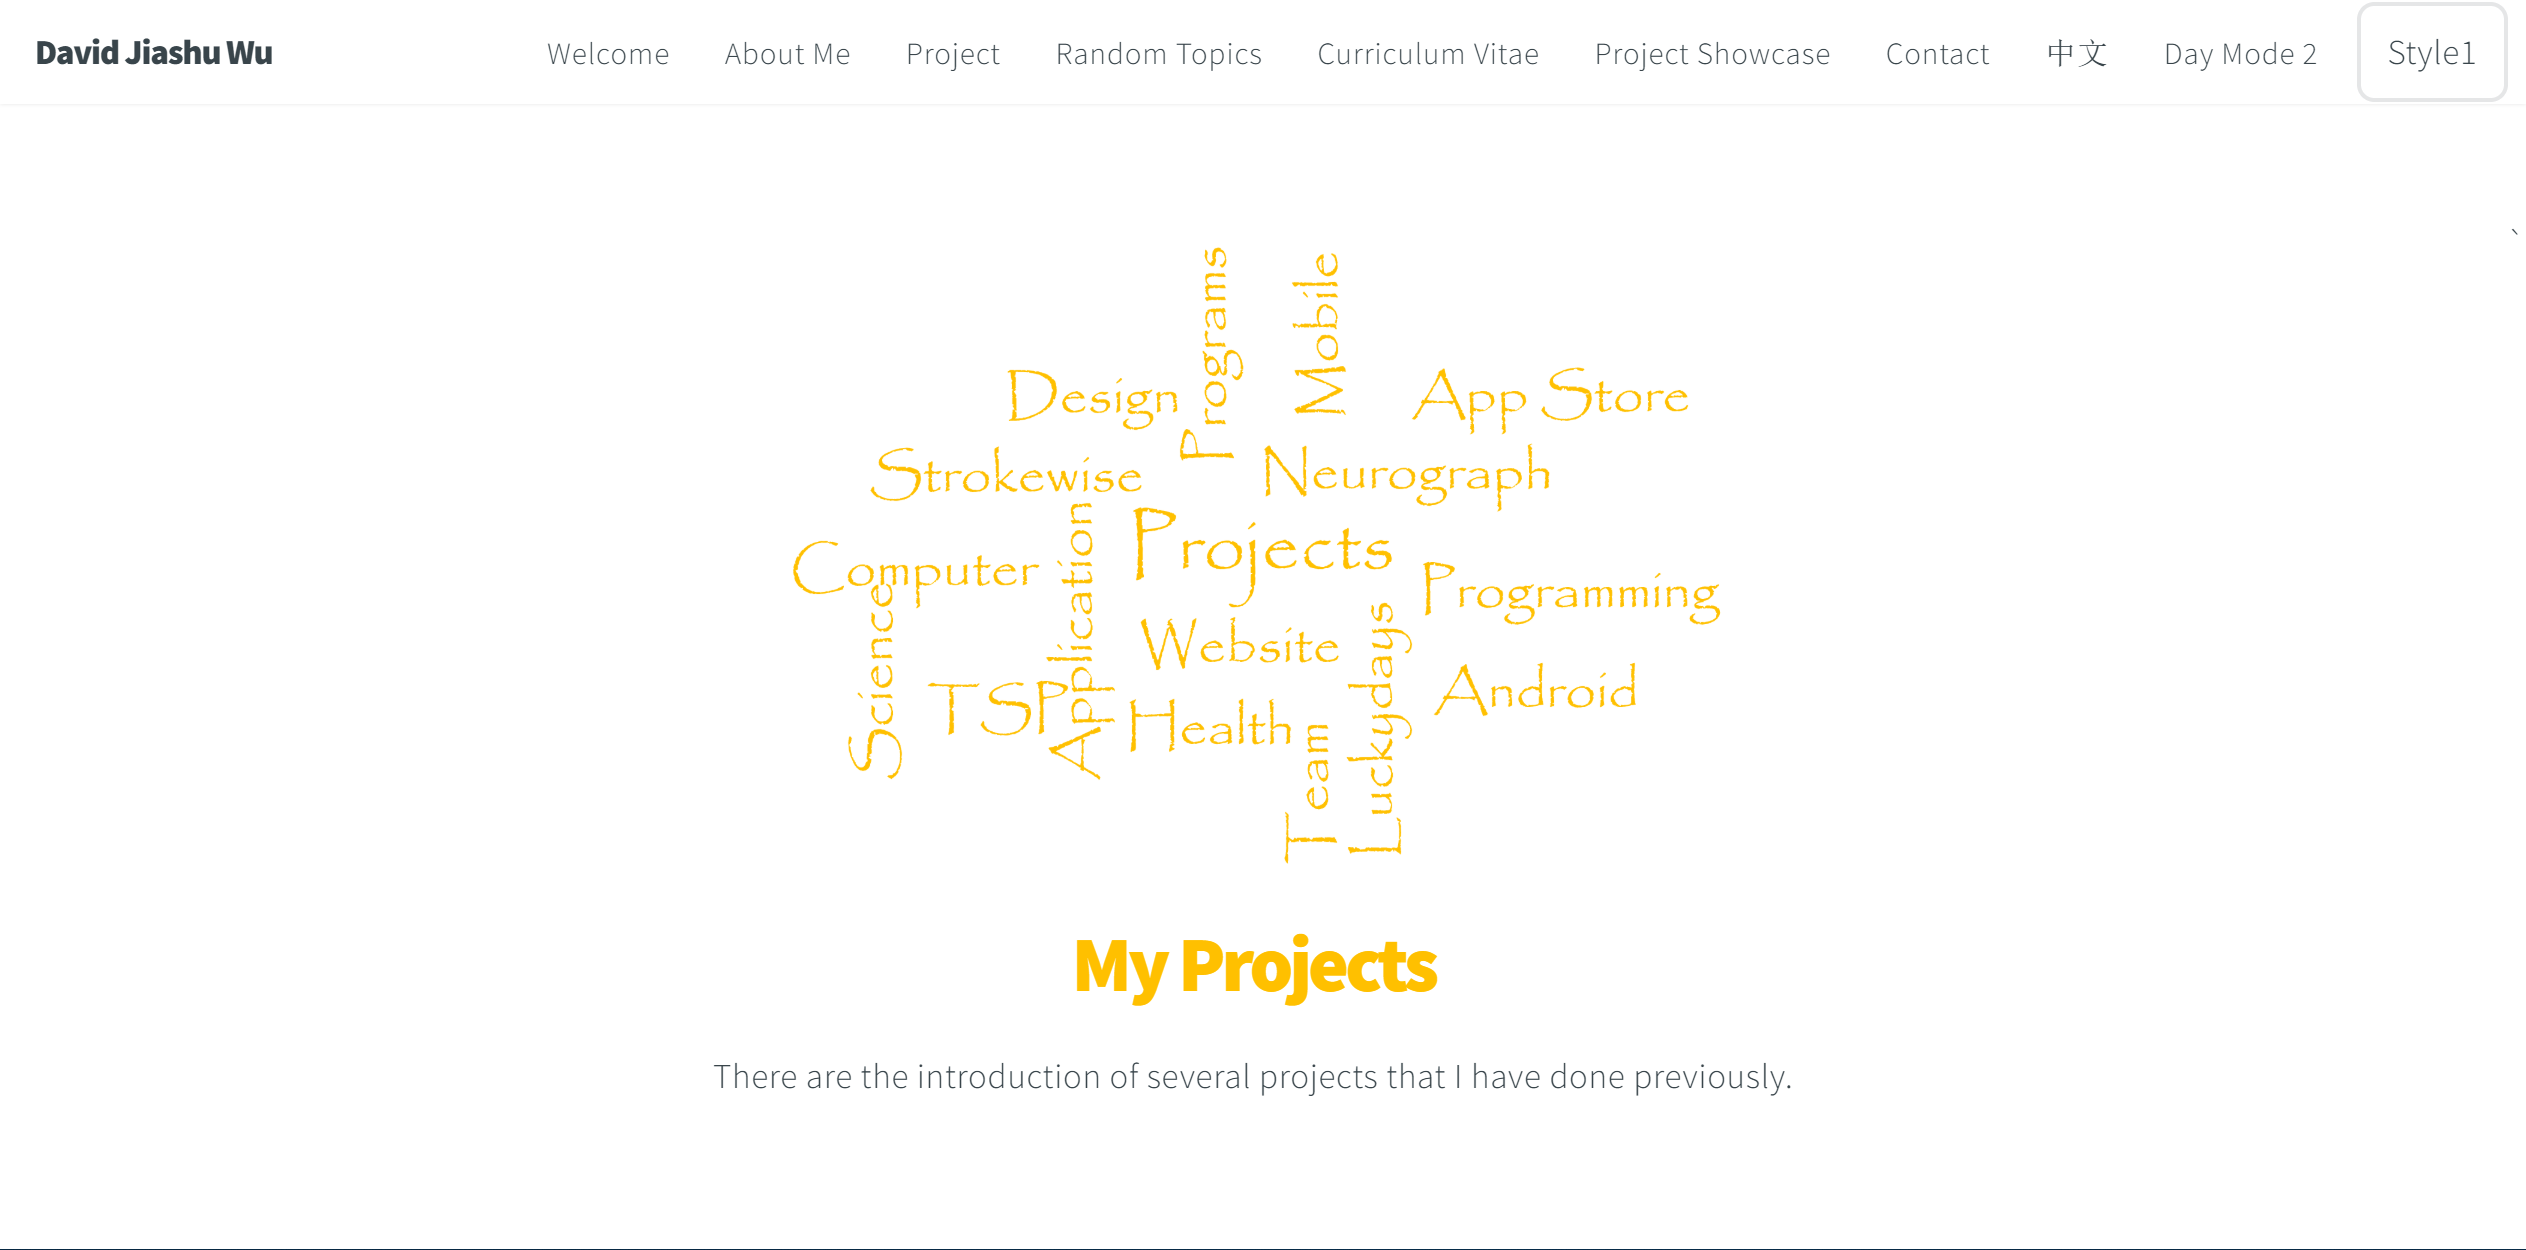 David Jiashu Wu
Welcome
About Me
Project
Random Topics
Curriculum Vitae
Project Showcase
Contact
中文
Day Mode 2
Style1
`
Programs
Mobile
Design
App Store
Strokewise
Neurograph
Projects
Computer
Application
Programming
Science
Website
Luckydays
TSP
Health
Android
Team
My Projects
There are the introduction of several projects that I have done previously.